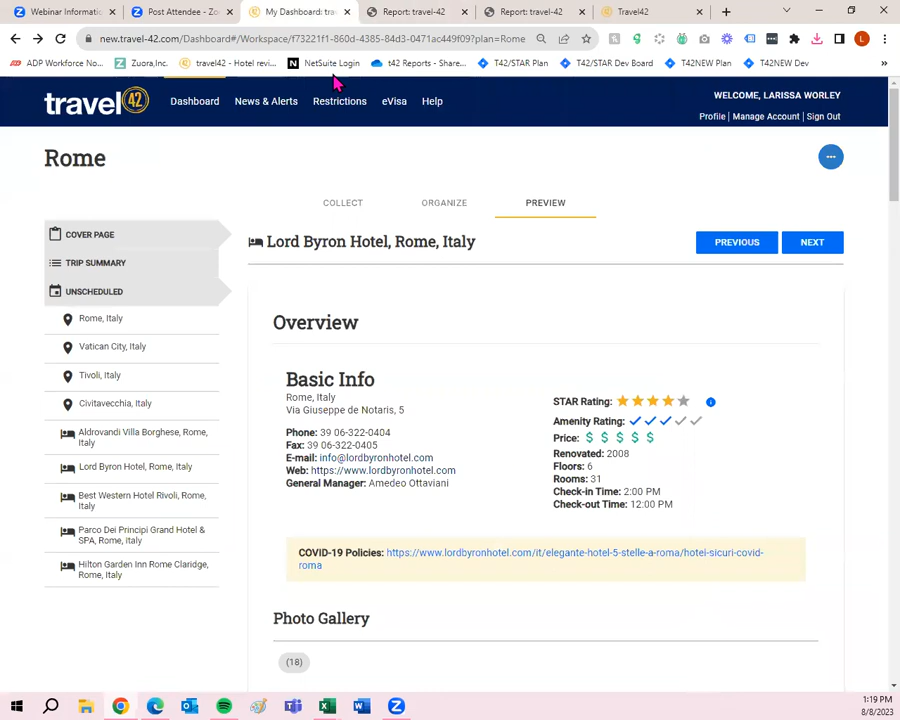 Webinar Informatio
Post Attendee - Zoo
My Dashboard: trav
Report: travel-42
Report: travel-42
Travel42
new.travel-42.com/Dashboard#/Workspace/f73221f1-860d-4385-84d3-0471ac449f09?plan=Rome
ADP Workforce No...
Zuora,Inc.
travel42 - Hotel revi...
NetSuite Login
t42 Reports - Share...
T42/STAR Plan
T42/STAR Dev Board
T42NEW Plan
T42NEW Dev
travel 42
Dashboard
News & Alerts
Restrictions
eVisa
Help
WELCOME, LARISSA WORLEY
Profile | Manage Account | Sign Out
Rome
COLLECT
ORGANIZE
PREVIEW
COVER PAGE
TRIP SUMMARY
UNSCHEDULED
Rome, Italy
Vatican City, Italy
Tivoli, Italy
Civitavecchia, Italy
Aldrovandi Villa Borghese, Rome,
Italy
Lord Byron Hotel, Rome, Italy
Best Western Hotel Rivoli, Rome,
Italy
Parco Dei Principi Grand Hotel &
SPA, Rome, Italy
Hilton Garden Inn Rome Claridge,
Rome, Italy
Lord Byron Hotel, Rome, Italy
PREVIOUS
NEXT
Overview
Basic Info
Rome, Italy
Via Giuseppe de Notaris, 5
Phone: 39 06-322-0404
Fax: 39 06-322-0405
E-mail: info@lordbyronhotel.com
Web: https://www.lordbyronhotel.com
General Manager: Amedeo Ottaviani
STAR Rating:
Amenity Rating:
Price: $ $ $ $ $
Renovated: 2008
Floors: 6
Rooms: 31
Check-in Time: 2:00 PM
Check-out Time: 12:00 PM
COVID-19 Policies: https://www.lordbyronhotel.com/it/elegante-hotel-5-stelle-a-roma/hotel-sicuri-covid-
roma
Photo Gallery
(18)
1:19 PM
8/8/2023